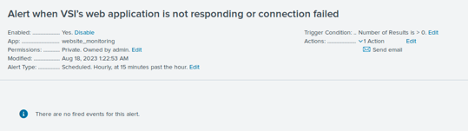 Alert when VSI's web application is not responding or connection failed
Enabled: .................. Yes. Disable
App: ......................... website_monitoring
Permissions: ............ Private. Owned by admin. Edit
Modified: ................. Aug 18, 2023 1:22:53 AM
Alert Type: ............... Scheduled. Hourly, at 15 minutes past the hour. Edit
Trigger Condition: .. Number of Results is > 0. Edit
Actions: .................... 1 Action Edit
Send email
There are no fired events for this alert.